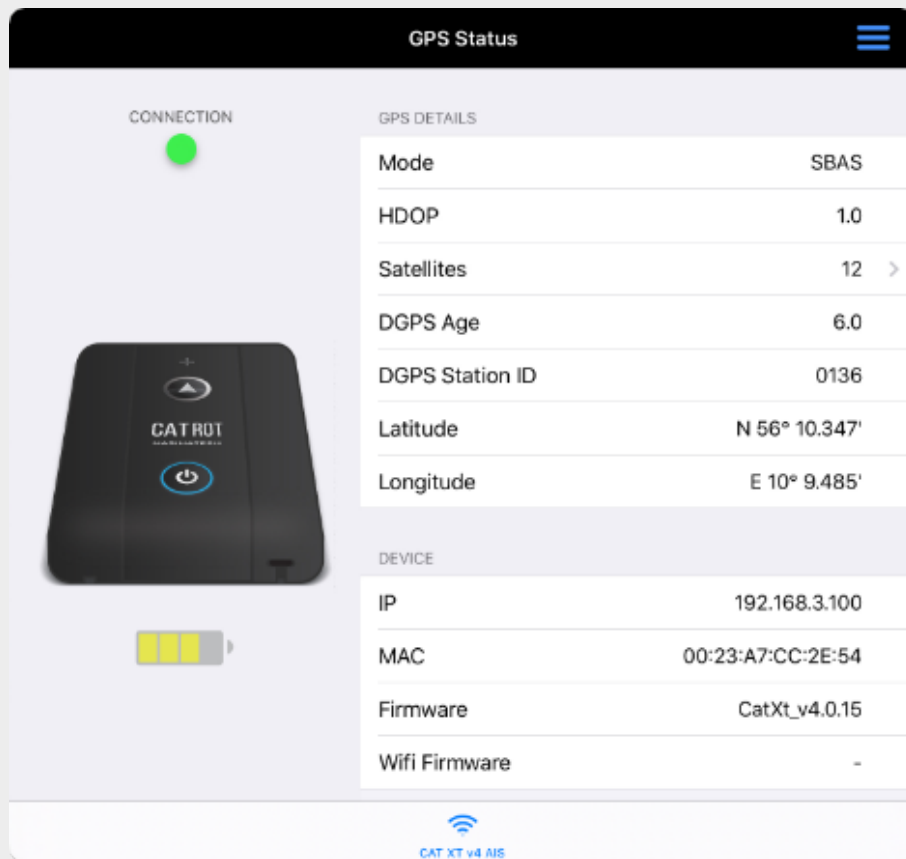 GPS Status
CONNECTION
GPS DETAILS
Mode SBAS
HDOP 1.0
Satellites 12
DGPS Age 6.0
DGPS Station ID 0136
Latitude N 56° 10.347'
Longitude E 10° 9.485'
CAT ROT
DEVICE
IP 192.168.3.100
MAC 00:23:A7:CC:2E:54
Firmware CatXt_v4.0.15
Wifi Firmware -
CAT XT v4 AIS